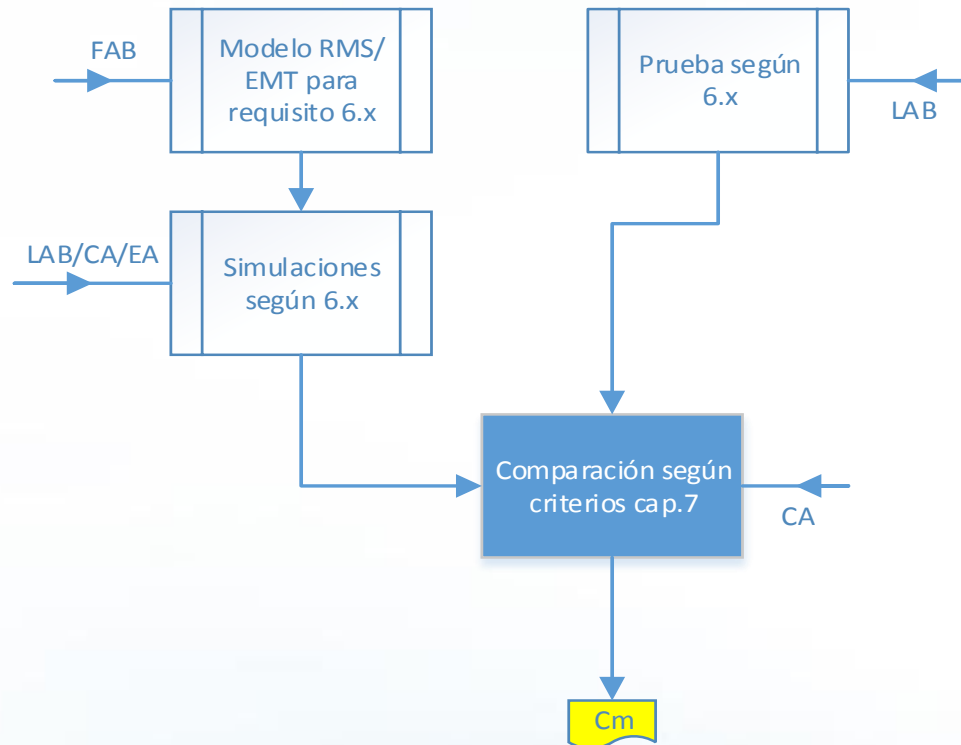 FAB
Modelo RMS/
EMT para
requisito 6.x
Prueba según
6.x
LAB
LAB/CA/EA
Simulaciones
según 6.x
Comparación según
criterios cap.7
CA
Cm